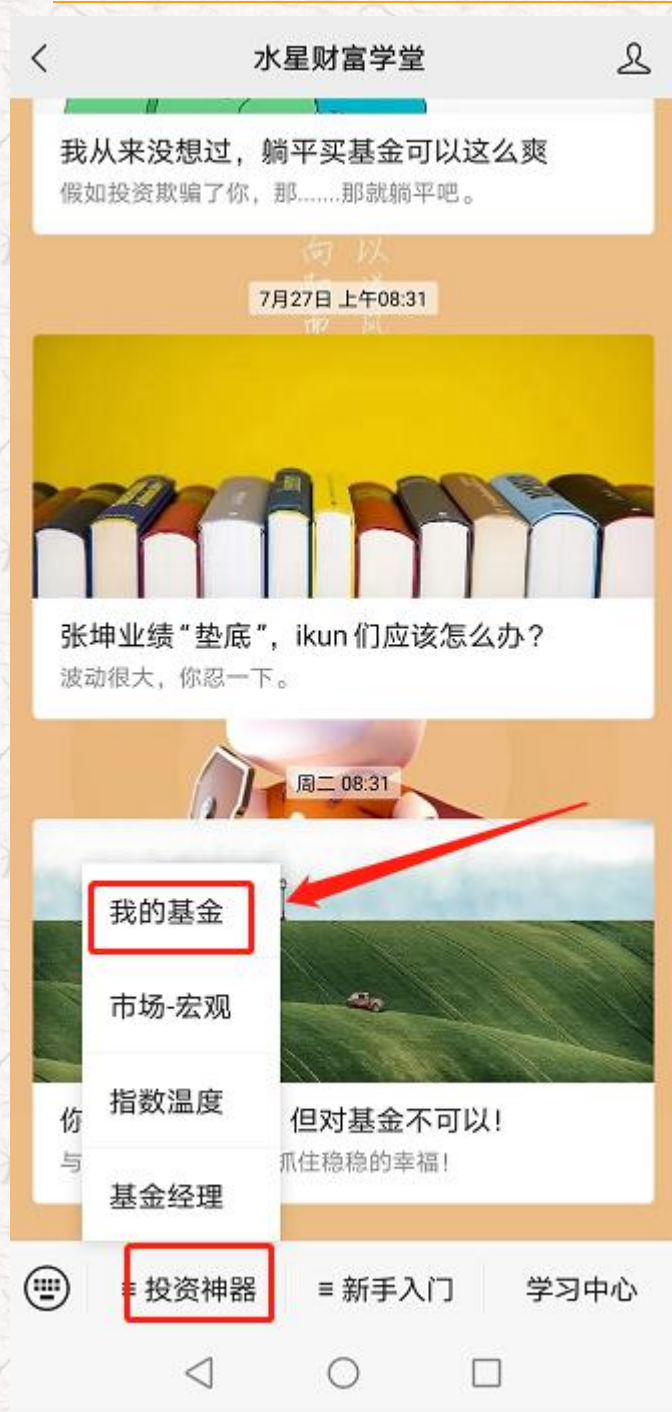 水星财富学堂
我从来没想过，躺平买基金可以这么爽
假如投资欺骗了你，那.......那就躺平吧。
向 以
7月27日 上午08:31
张坤业绩“垫底”，ikun们应该怎么办？
波动很大，你忍一下。
周二 08:31
我的基金
市场-宏观
指数温度
基金经理
你 但对基金不可以！
与 抓住稳稳的幸福！
投资神器
新手入门
学习中心